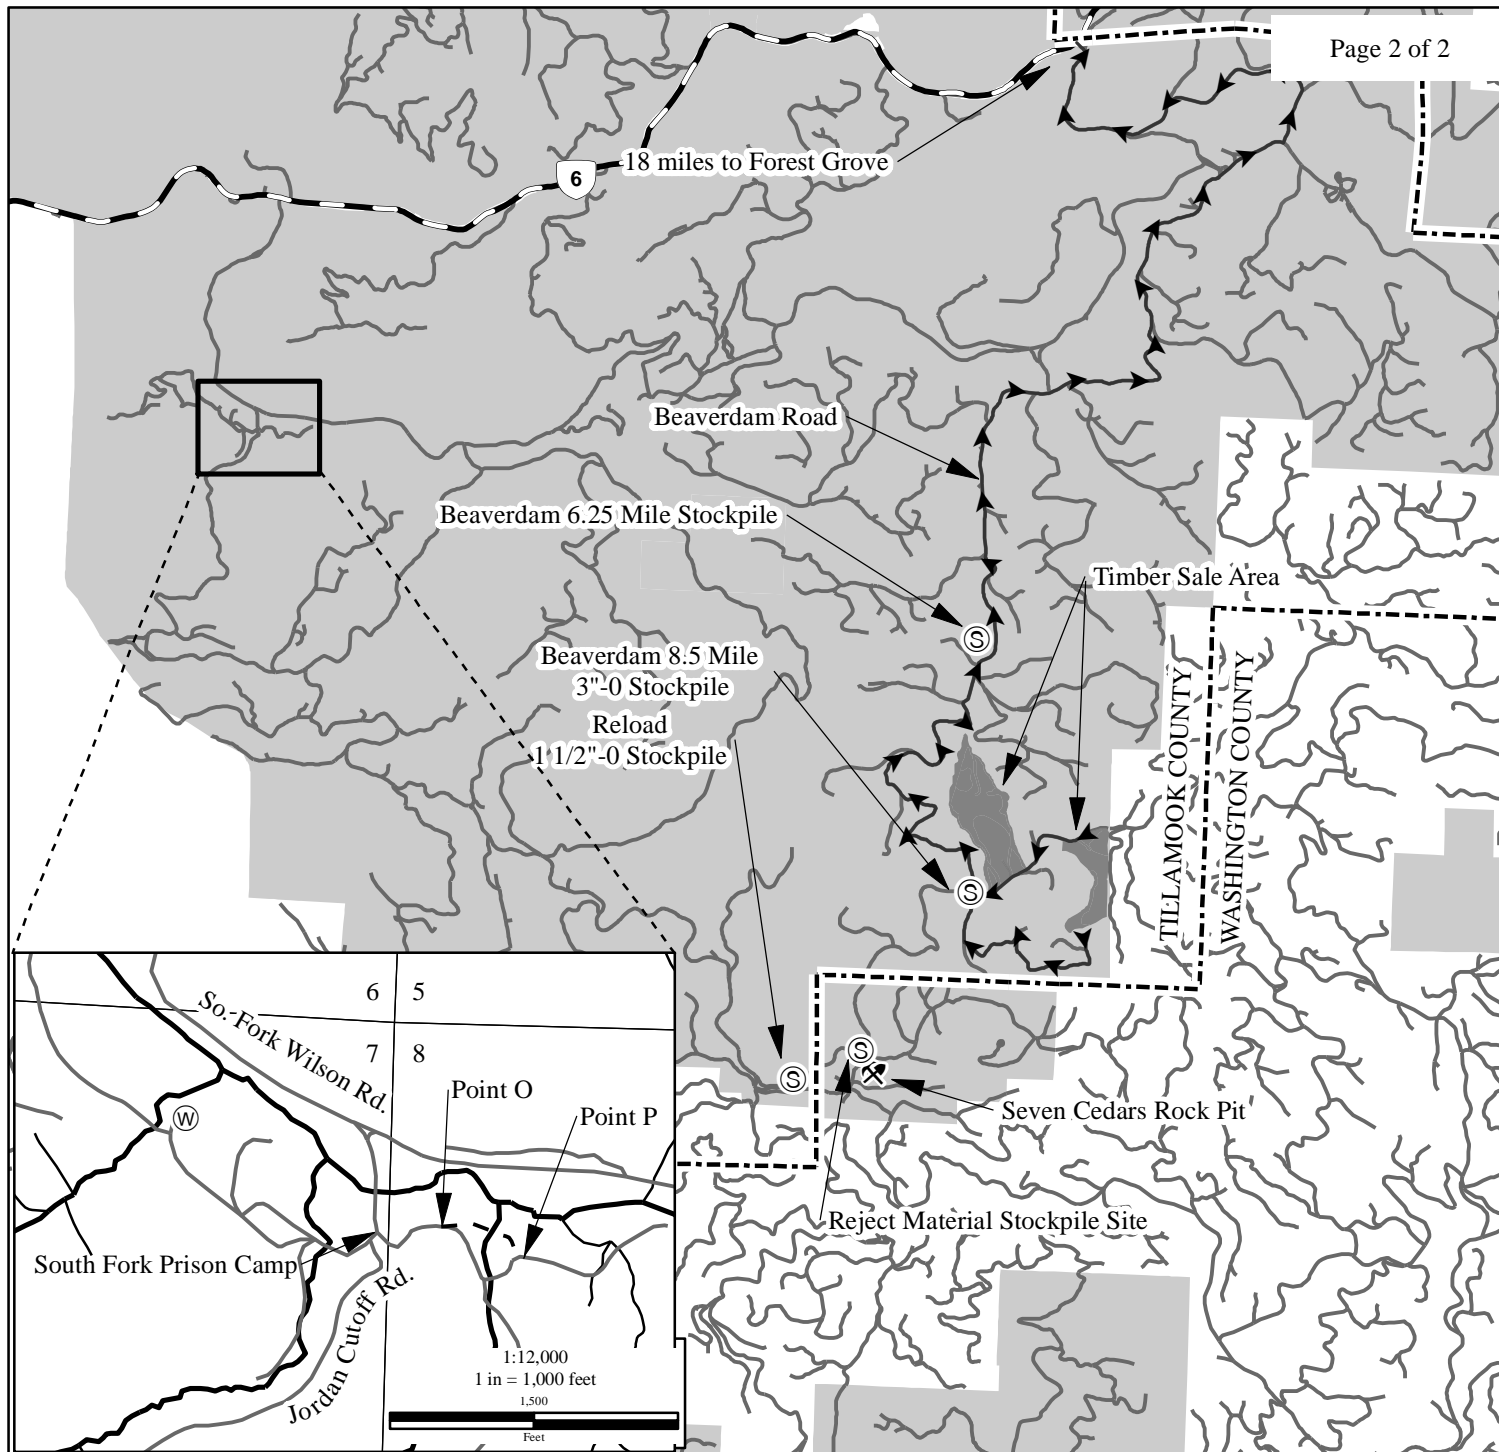 Page 2 of 2
18 miles to Forest Grove
6
Beaverdam Road
Beaverdam 6.25 Mile Stockpile
Timber Sale Area
S
Beaverdam 8.5 Mile
3"-0 Stockpile
Reload
1 1/2"-0 Stockpile
TILLAMOOK COUNTY
WASHINGTON COUNTY
S
S
S
Seven Cedars Rock Pit
Reject Material Stockpile Site
6 5
7 8
So. Fork Wilson Rd.
W
Point O
Point P
South Fork Prison Camp
Jordan Cutoff Rd.
1:12,000
1 in = 1,000 feet
1,500
Feet